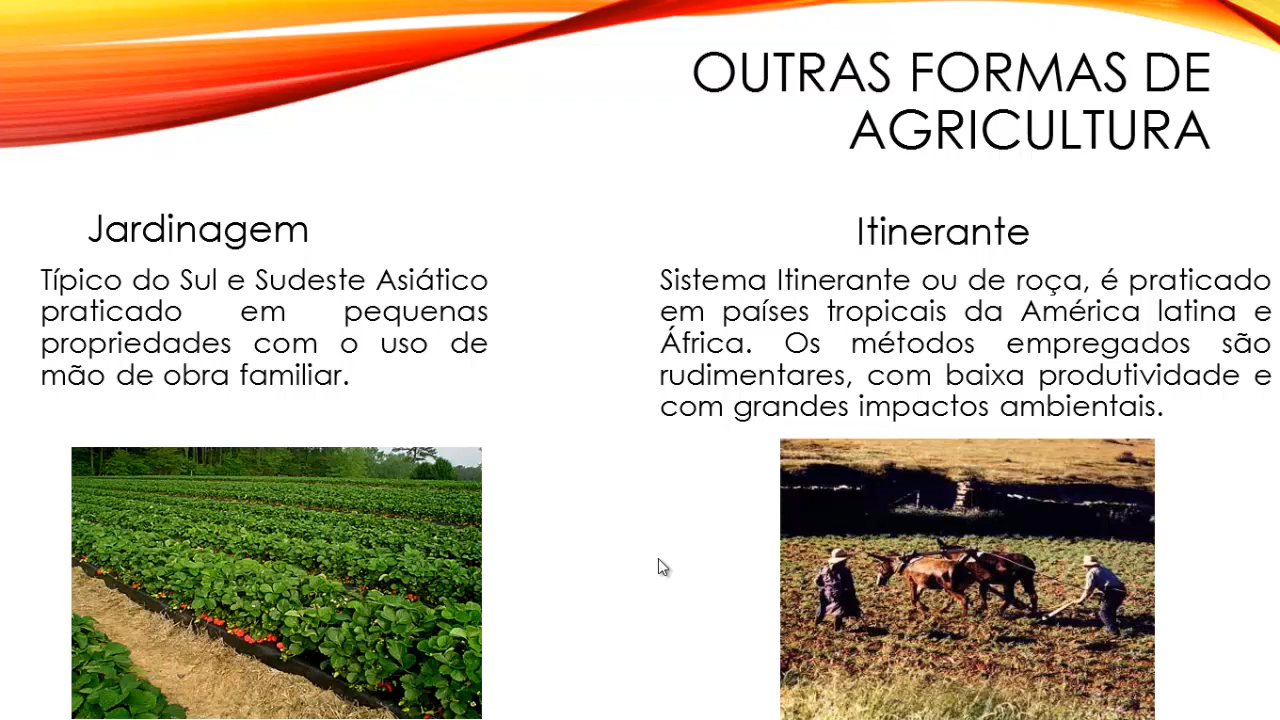 OUTRAS FORMAS DE
AGRICULTURA
Jardinagem
Típico do Sul e Sudeste Asiático
praticado em pequenas
propriedades com o uso de
mão de obra familiar.
Itinerante
Sistema Itinerante ou de roça, é praticado
em países tropicais da América latina e
África. Os métodos empregados são
rudimentares, com baixa produtividade e
com grandes impactos ambientais.